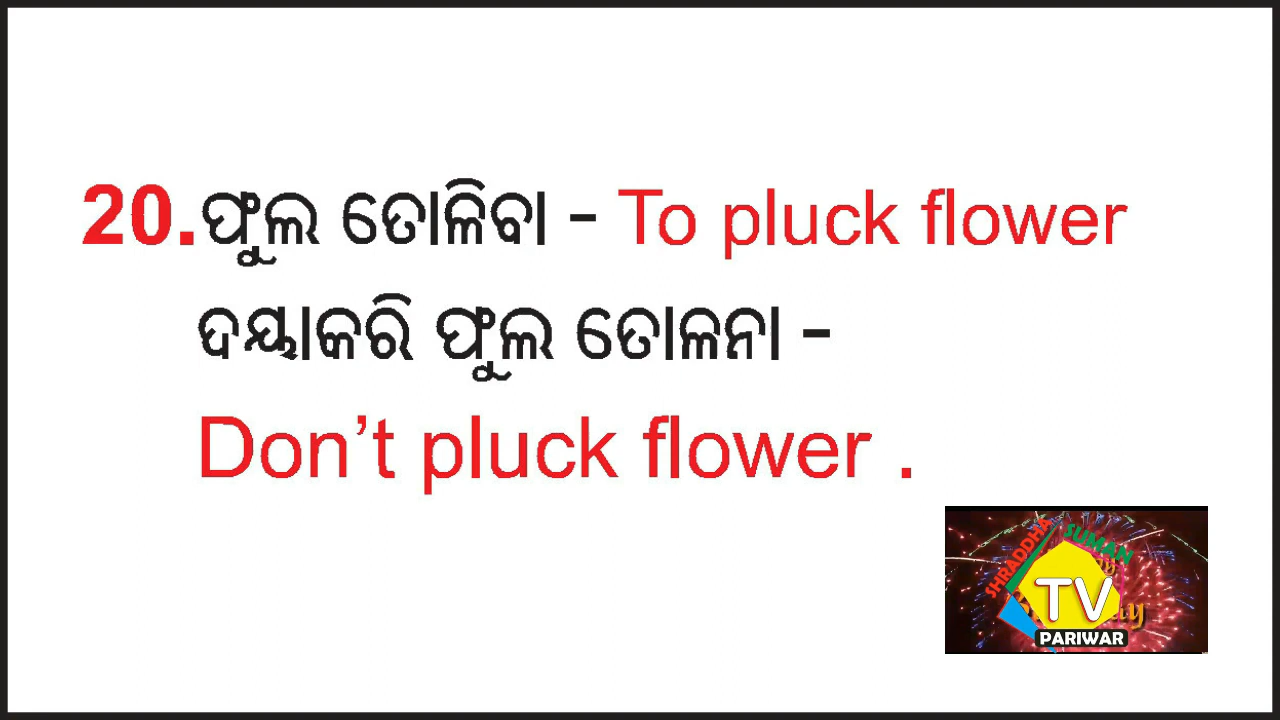 20.ଫୁଲ ତୋଳିବା - To pluck flower
ଦୟାକରି ଫୁଲ ତୋଳନା -
Don't pluck flower .
SHRADDHA SUMAN
TV
PARIWAR